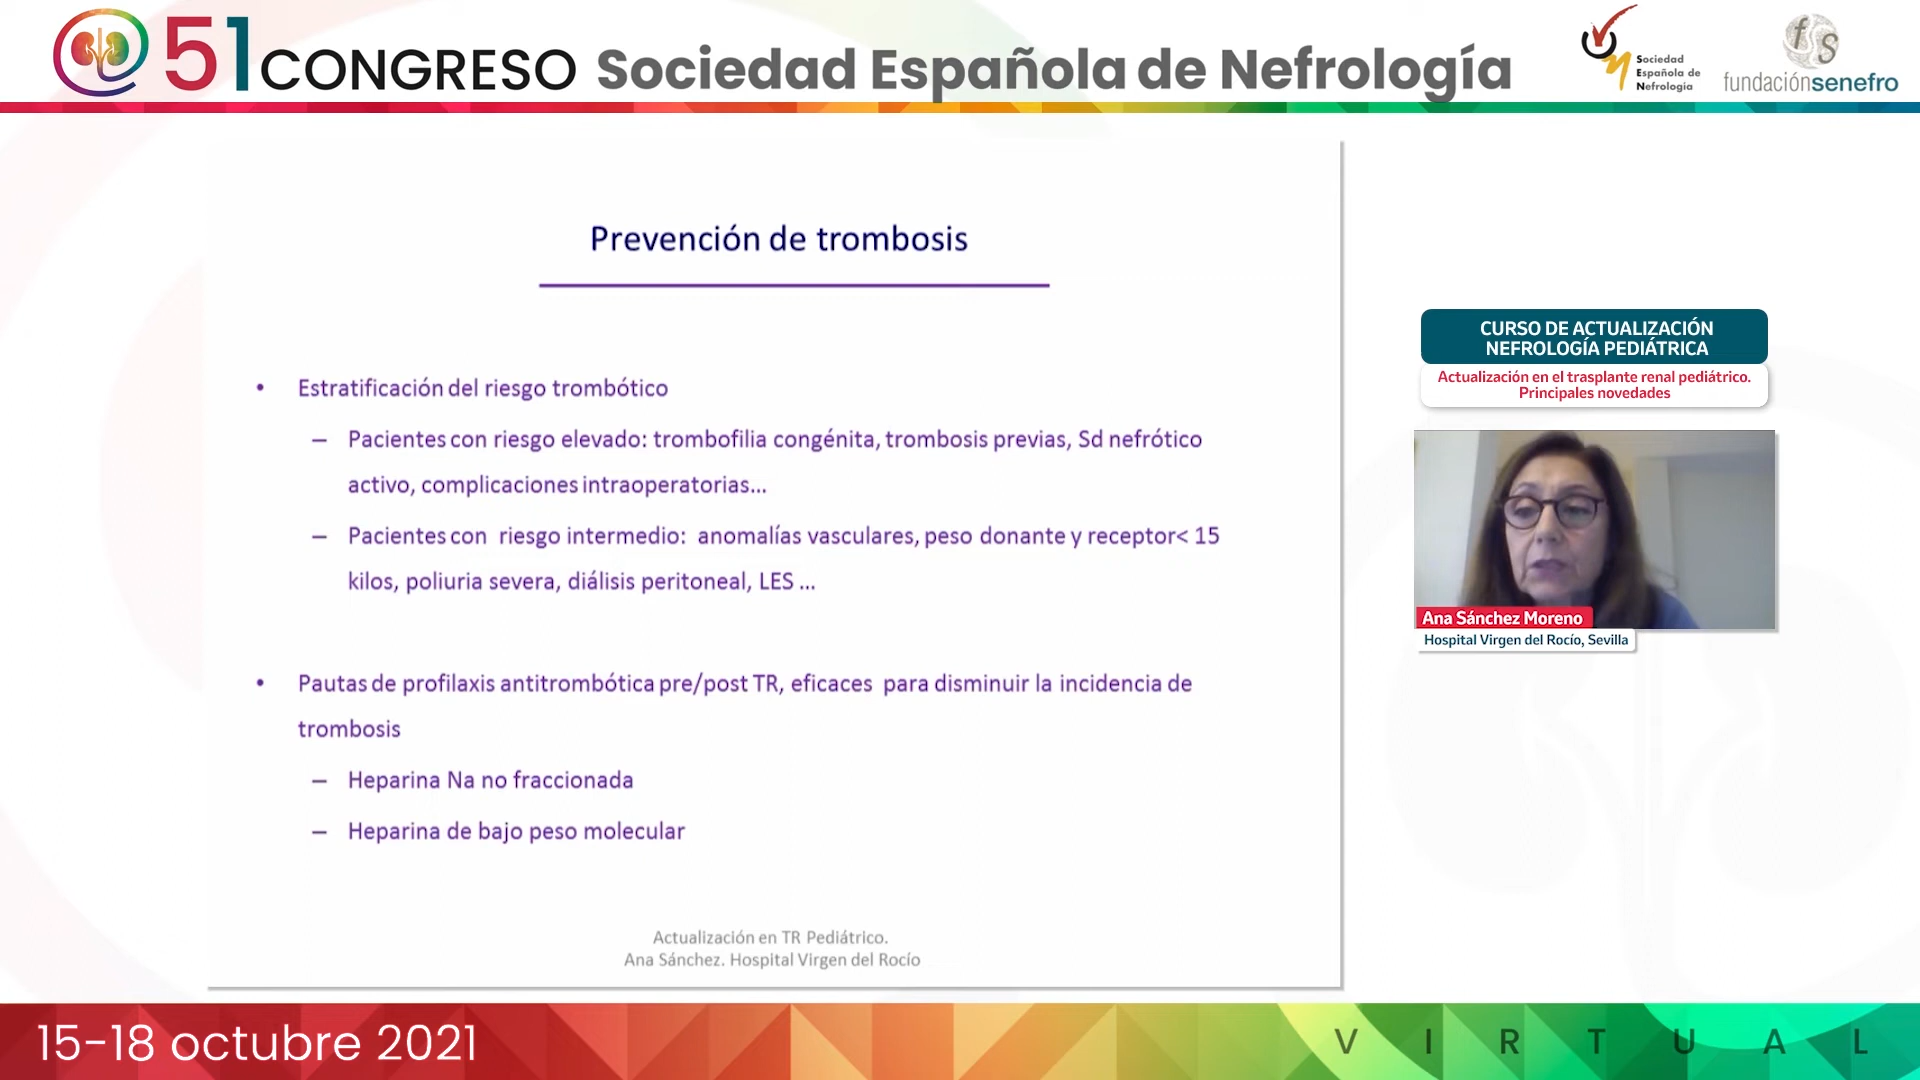 51 CONGRESO Sociedad Española de Nefrología
Sociedad
Española de
Nefrología
fS
fundaciónsenefro
Prevención de trombosis
• Estratificación del riesgo trombótico
– Pacientes con riesgo elevado: trombofilia congénita, trombosis previas, Sd nefrótico
activo, complicaciones intraoperatorias...
– Pacientes con riesgo intermedio: anomalías vasculares, peso donante y receptor< 15
kilos, poliuria severa, diálisis peritoneal, LES ...
• Pautas de profilaxis antitrombótica pre/post TR, eficaces para disminuir la incidencia de
trombosis
– Heparina Na no fraccionada
– Heparina de bajo peso molecular
Actualización en TR Pediátrico.
Ana Sánchez. Hospital Virgen del Rocío
CURSO DE ACTUALIZACIÓN
NEFROLOGÍA PEDIÁTRICA
Actualización en el trasplante renal pediátrico.
Principales novedades
Ana Sánchez Moreno
Hospital Virgen del Rocío, Sevilla
15-18 octubre 2021
VIRTUAL